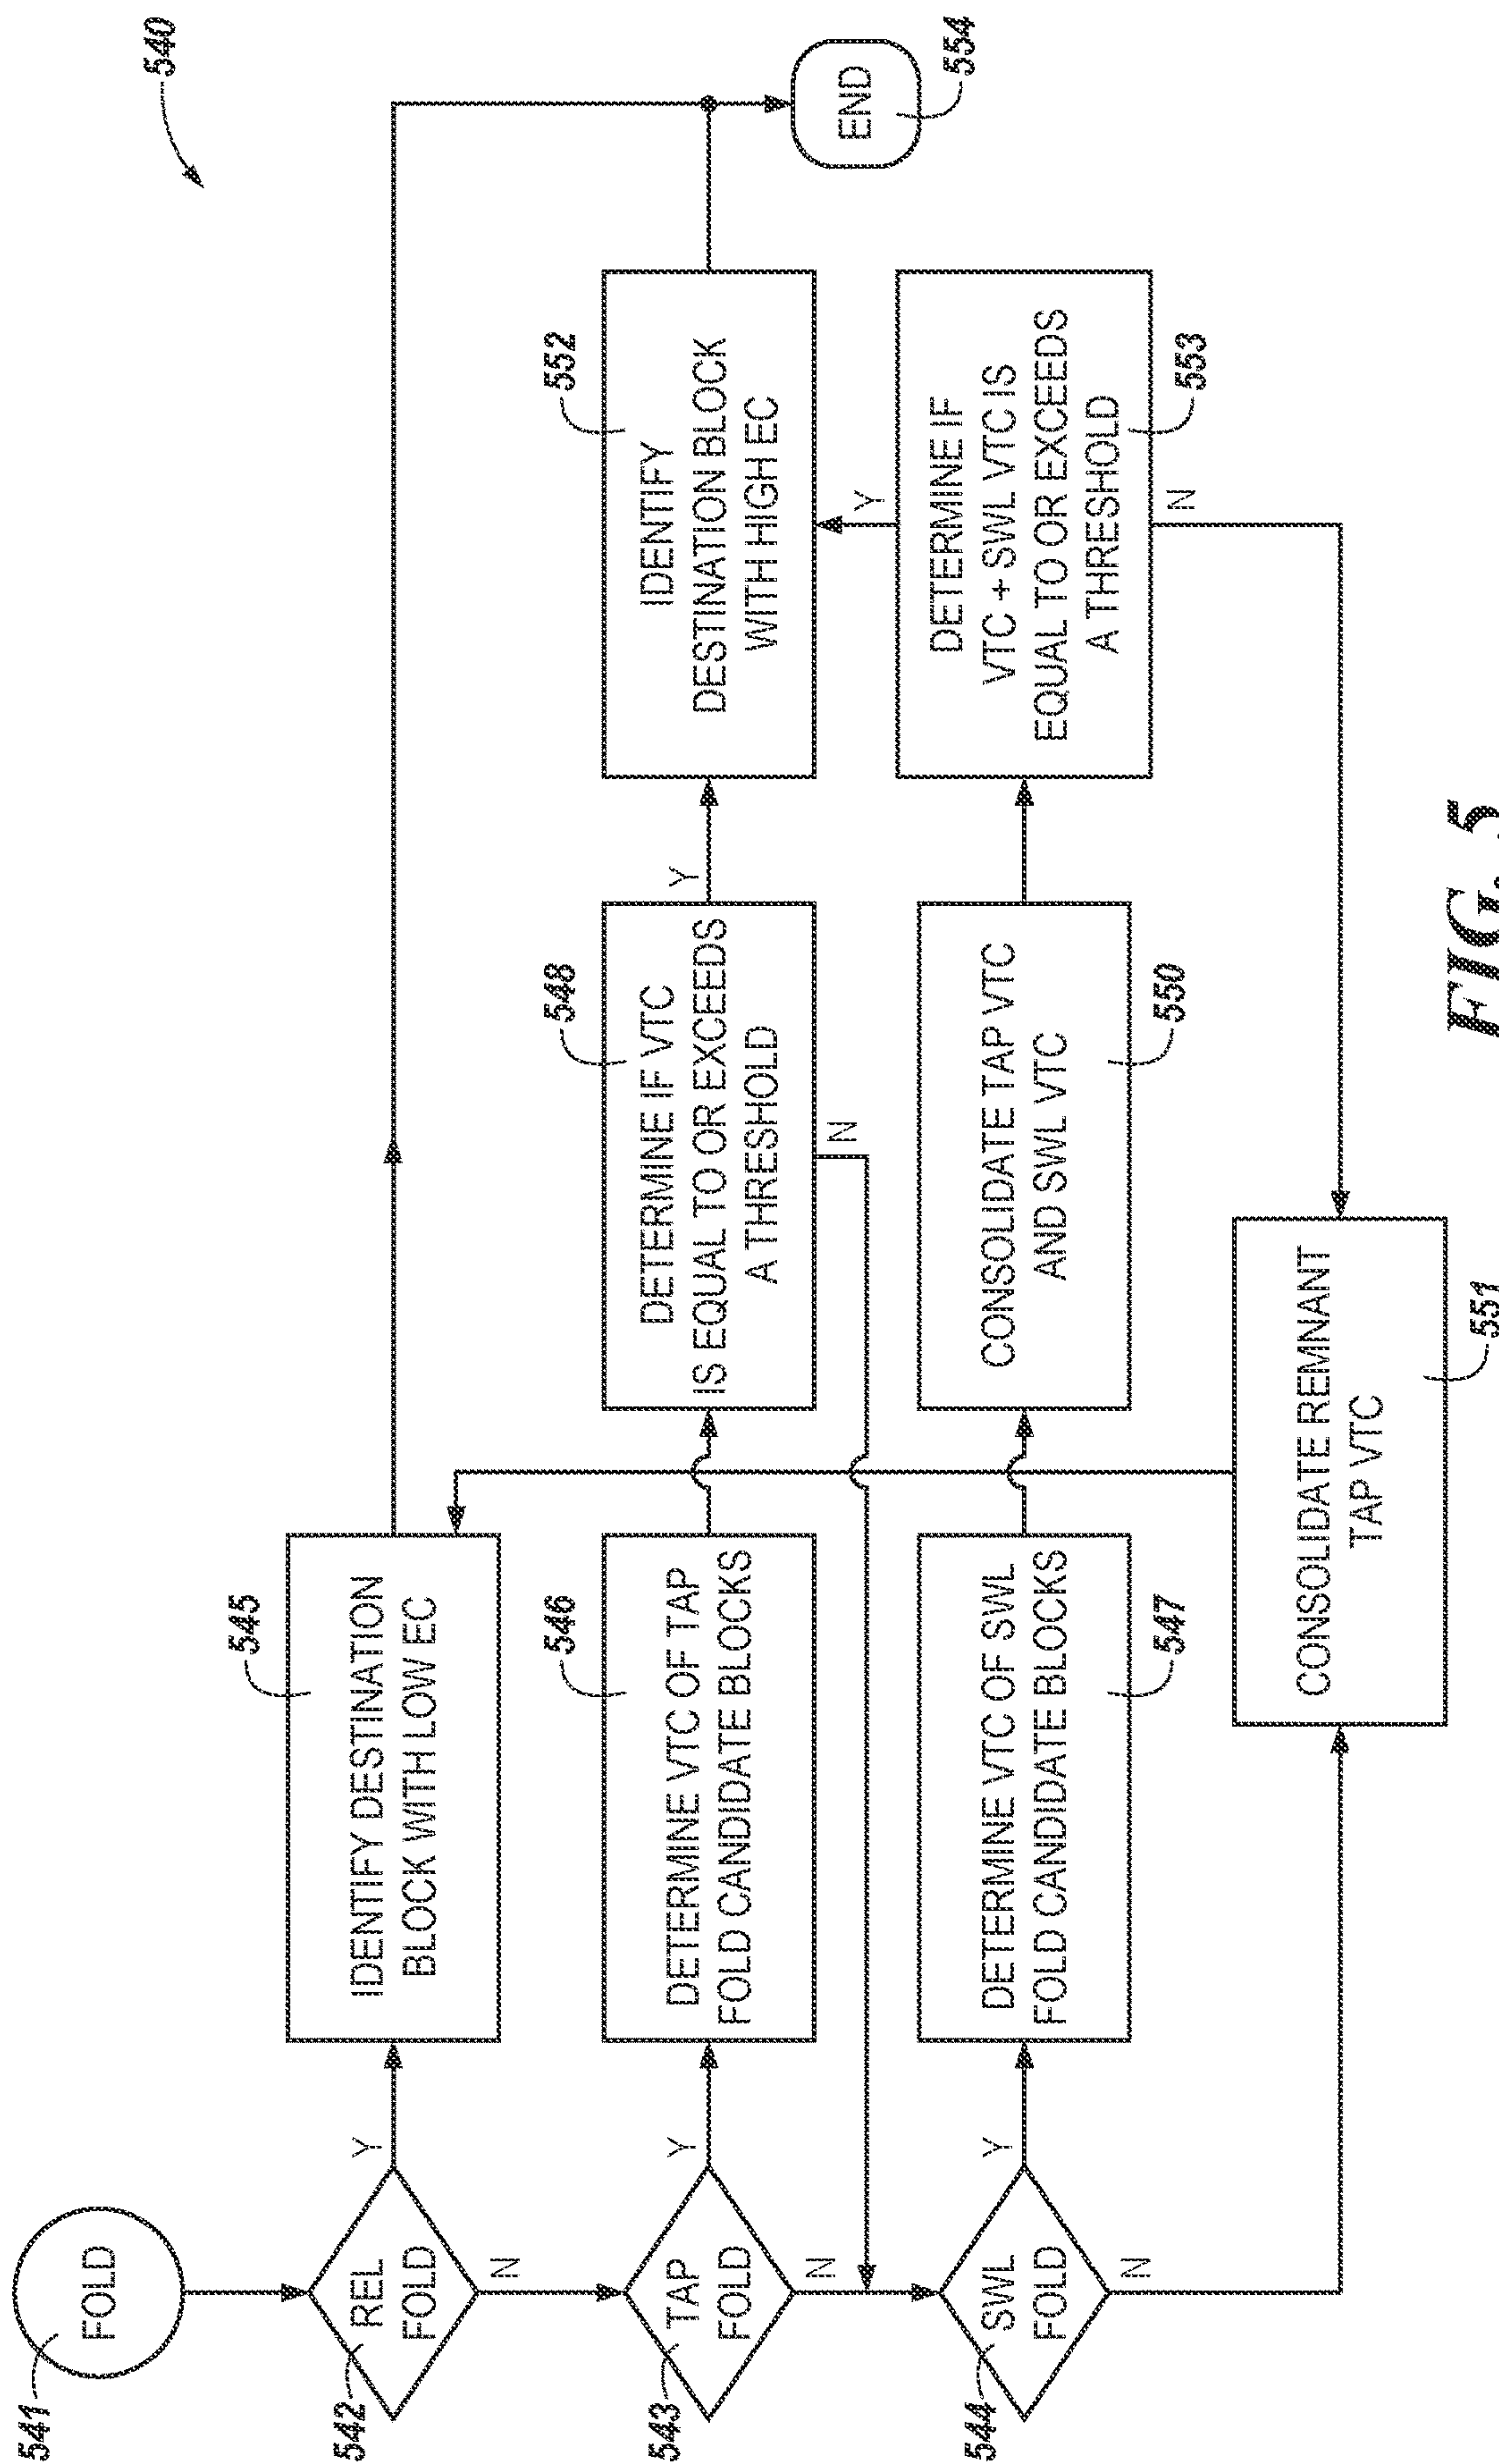 540
541
FOLD
542
REL
FOLD
Y
N
545
IDENTIFY DESTINATION
BLOCK WITH LOW EC
543
TAP
FOLD
Y
N
546
DETERMINE VTC OF TAP
FOLD CANDIDATE BLOCKS
548
DETERMINE IF VTC
IS EQUAL TO OR EXCEEDS
A THRESHOLD
Y
N
552
IDENTIFY
DESTINATION BLOCK
WITH HIGH EC
END
554
544
SWL
FOLD
Y
N
547
DETERMINE VTC OF SWL
FOLD CANDIDATE BLOCKS
550
CONSOLIDATE TAP VTC
AND SWL VTC
553
DETERMINE IF
VTC + SWL VTC IS
EQUAL TO OR EXCEEDS
A THRESHOLD
Y
N
CONSOLIDATE REMNANT
TAP VTC
551
FIG. 5